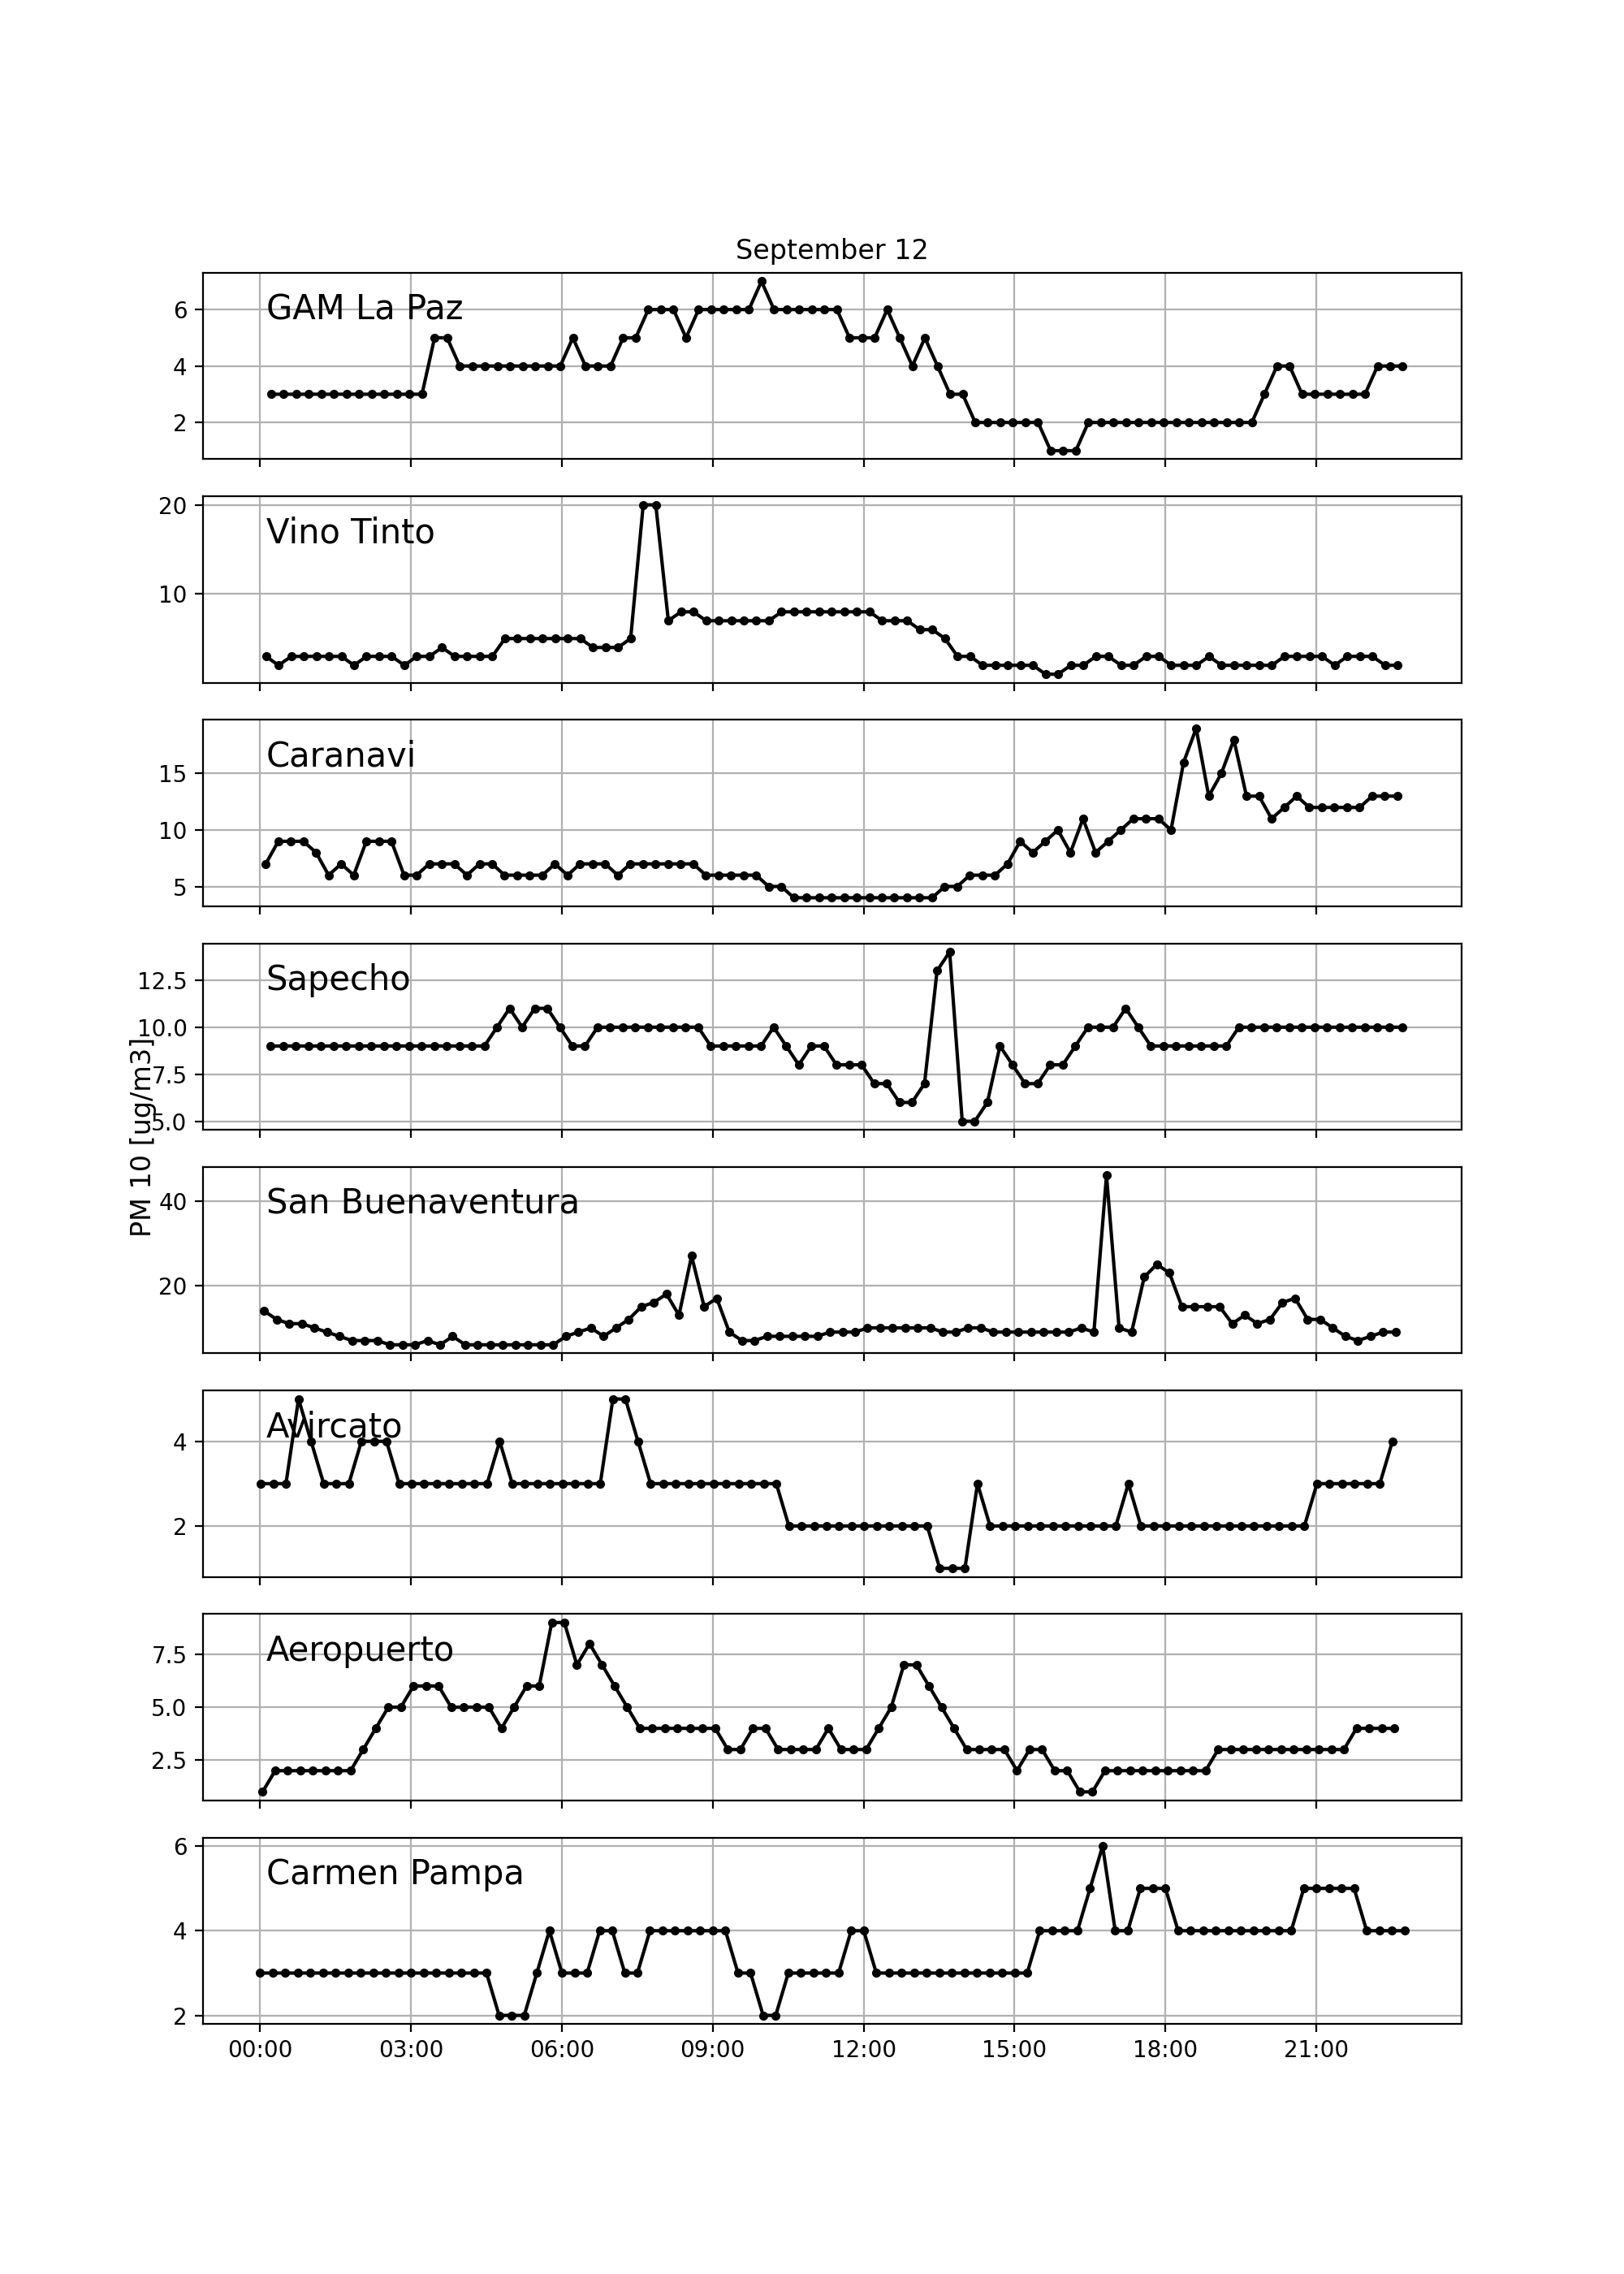 September 12
GAM La Paz
6
4
2
Vino Tinto
20
10
Caranavi
15
10
5
Sapecho
12.5
10.0
7.5
5.0
PM 10 [ug/m3]
San Buenaventura
40
20
Avircato
4
2
Aeropuerto
7.5
5.0
2.5
Carmen Pampa
6
4
2
00:00 03:00 06:00 09:00 12:00 15:00 18:00 21:00